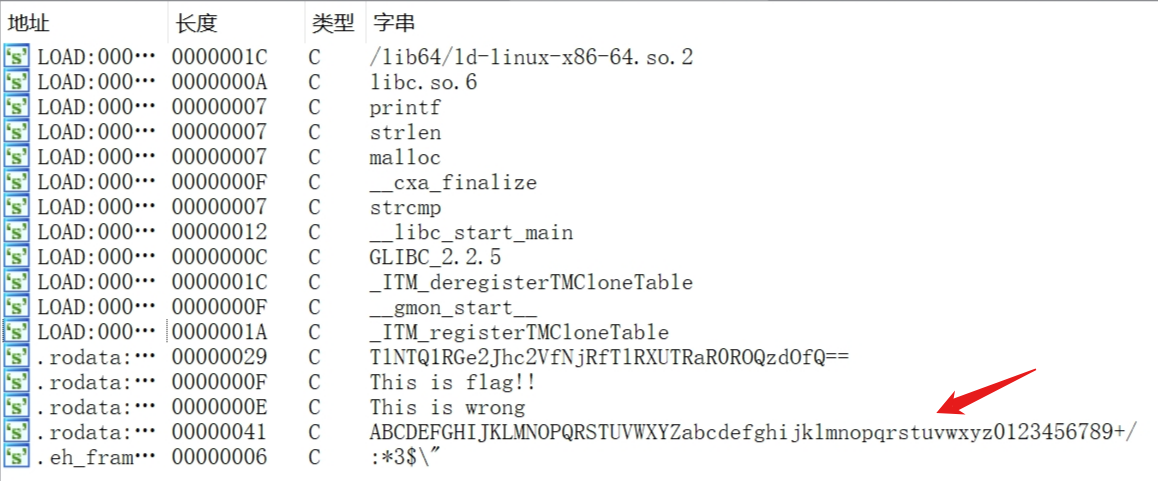 地址 长度 类型 字串
LOAD:000… 0000001C C /lib64/ld-linux-x86-64.so.2
LOAD:000… 0000000A C libc.so.6
LOAD:000… 00000007 C printf
LOAD:000… 00000007 C strlen
LOAD:000… 00000007 C malloc
LOAD:000… 0000000F C __cxa_finalize
LOAD:000… 00000007 C strcmp
LOAD:000… 00000012 C __libc_start_main
LOAD:000… 0000000C C GLIBC_2.2.5
LOAD:000… 0000001C C _ITM_deregisterTMCloneTable
LOAD:000… 0000000F C __gmon_start__
LOAD:000… 0000001A C _ITM_registerTMCloneTable
.rodata:… 00000029 C TlNTQ1RGe2Jhc2VfNjRfTlRXUTRaR0ROQzdOfQ==
.rodata:… 0000000F C This is flag!!
.rodata:… 0000000E C This is wrong
.rodata:… 00000041 C ABCDEFGHIJKLMNOPQRSTUVWXYZabcdefghijklmnopqrstuvwxyz0123456789+/
.eh_fram… 00000006 C :*3$\"